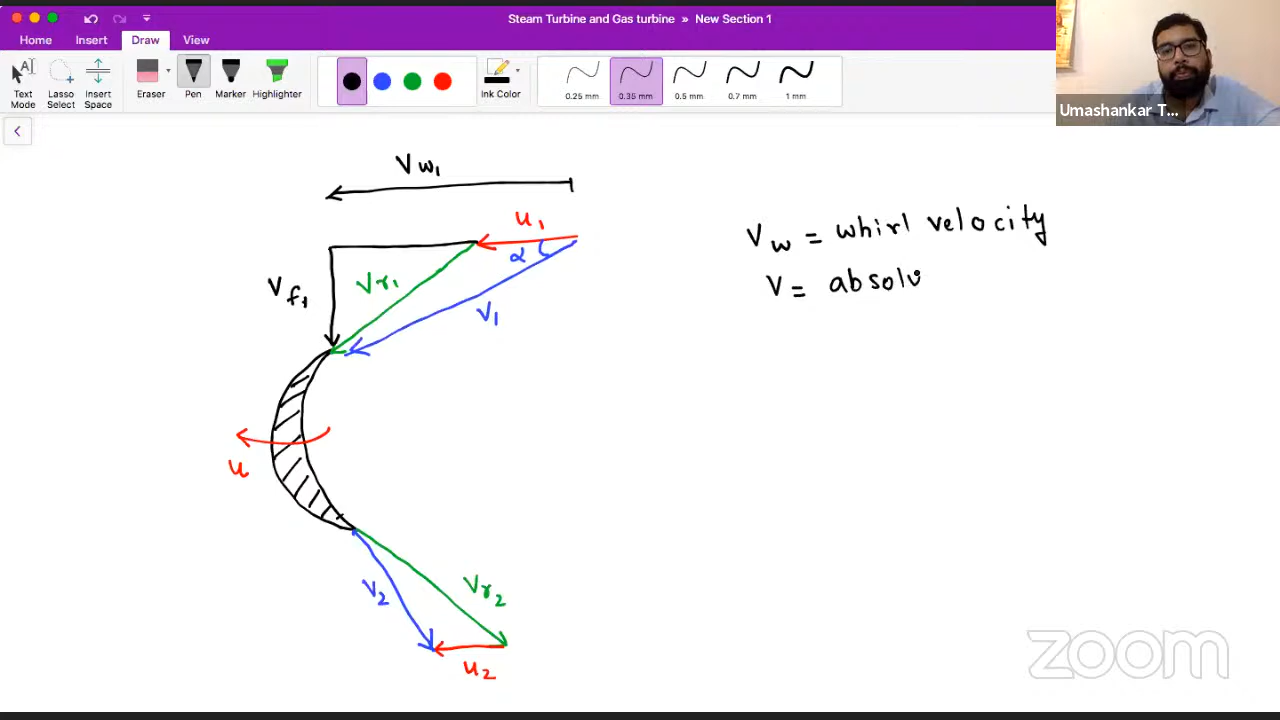 Steam Turbine and Gas turbine » New Section 1
Home Insert Draw View
Text Mode
Lasso Select
Insert Space
Eraser
Pen
Marker
Highlighter
Ink Color
0.25 mm
0.35 mm
0.5 mm
0.7 mm
1 mm
Umashankar T...
Vw₁
u₁
α
Vf₁
Vr₁
V₁
Vw = whirl velocity
V = absolv
u
V₂
Vr₂
u₂
zoom